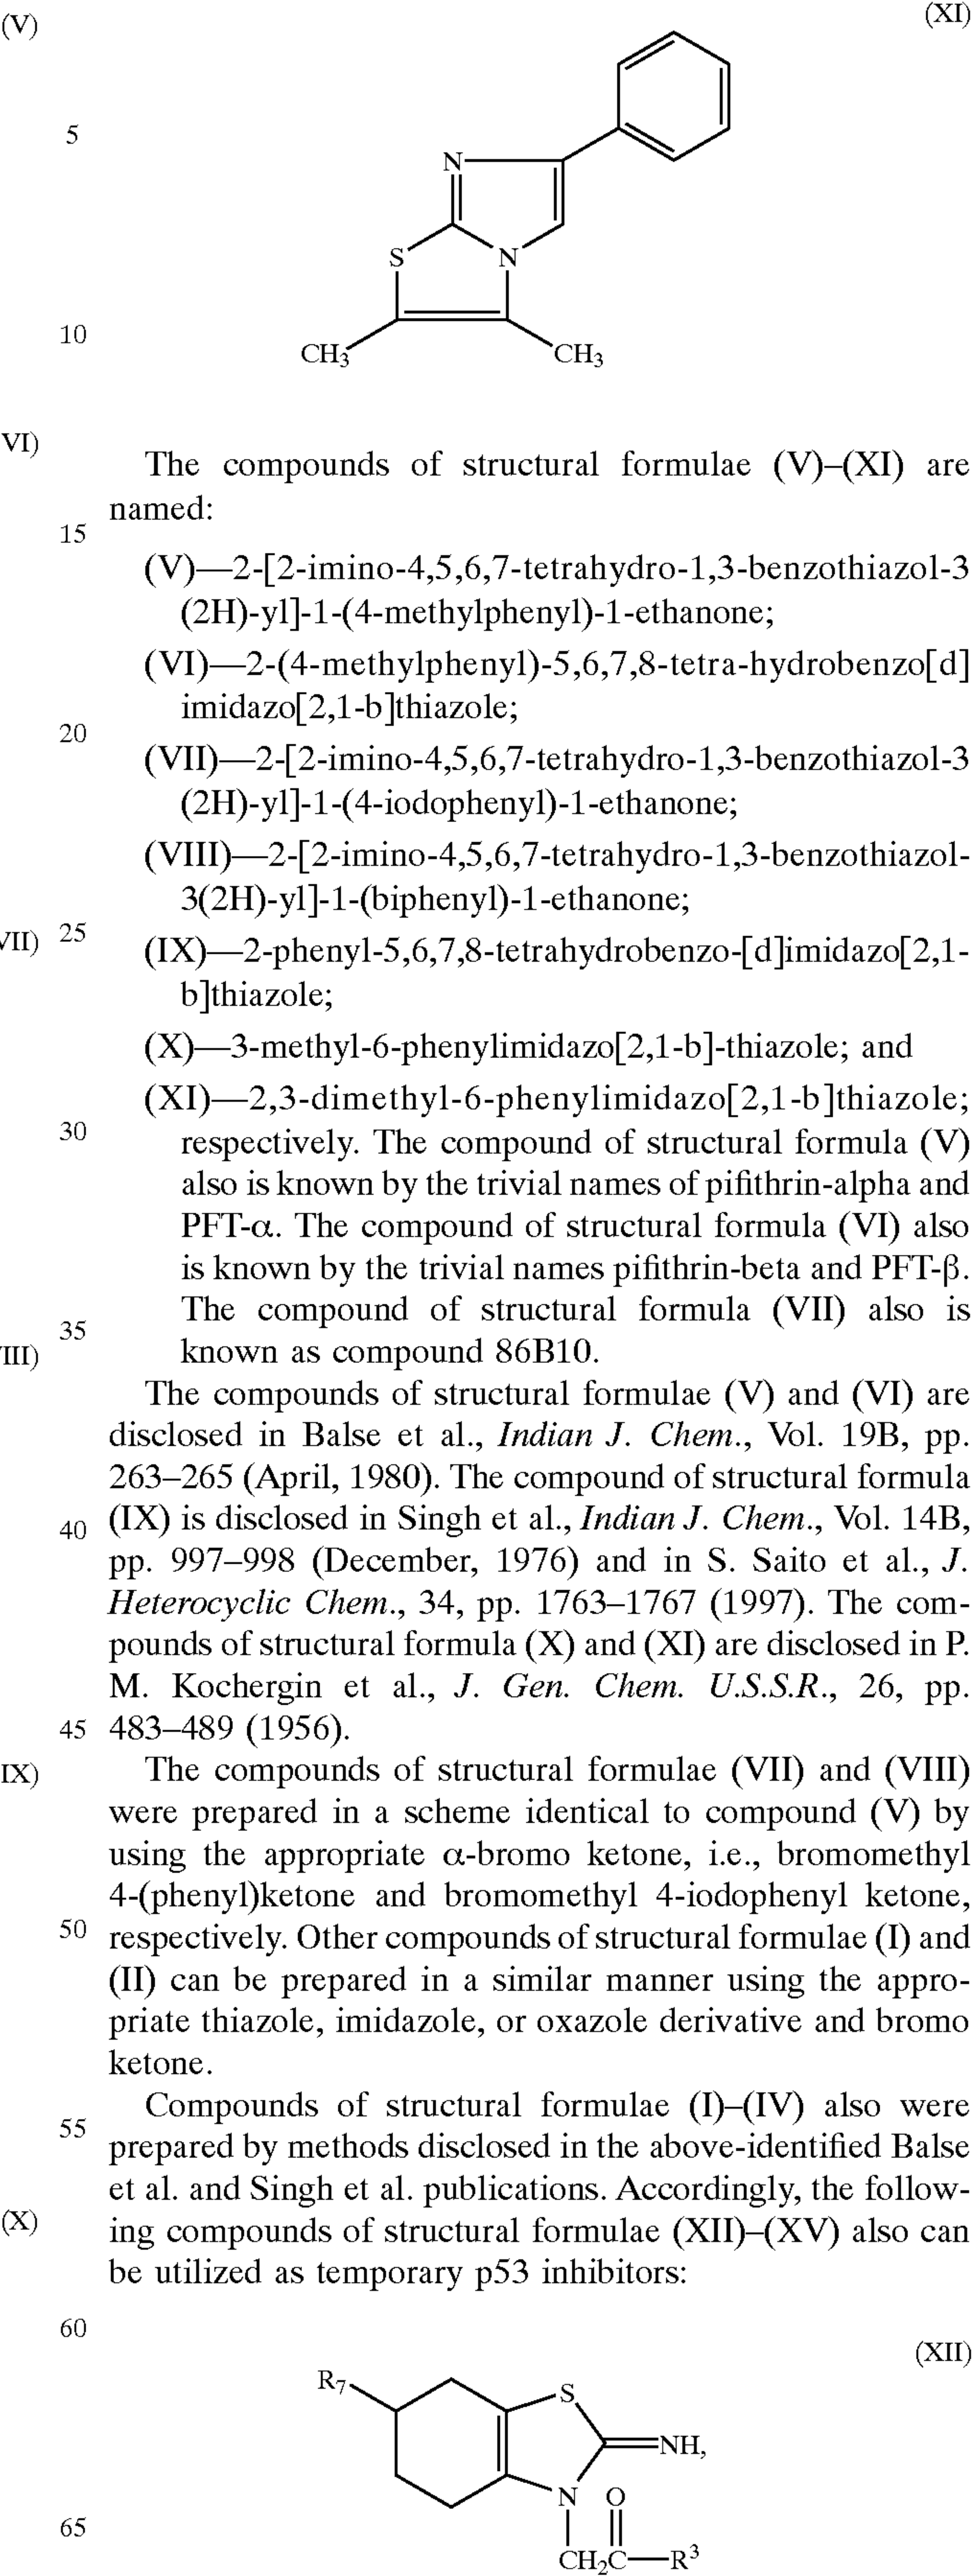 (V)
(XI)
5
N
S
N
10
CH3
CH3
VI)
The compounds of structural formulae (V)–(XI) are
named:
15
(V)—2-[2-imino-4,5,6,7-tetrahydro-1,3-benzothiazol-3
(2H)-yl]-1-(4-methylphenyl)-1-ethanone;
(VI)—2-(4-methylphenyl)-5,6,7,8-tetra-hydrobenzo[d]
imidazo[2,1-b]thiazole;
20
(VII)—2-[2-imino-4,5,6,7-tetrahydro-1,3-benzothiazol-3
(2H)-yl]-1-(4-iodophenyl)-1-ethanone;
(VIII)—2-[2-imino-4,5,6,7-tetrahydro-1,3-benzothiazol-
3(2H)-yl]-1-(biphenyl)-1-ethanone;
VII)
25
(IX)—2-phenyl-5,6,7,8-tetrahydrobenzo-[d]imidazo[2,1-
b]thiazole;
(X)—3-methyl-6-phenylimidazo[2,1-b]-thiazole; and
(XI)—2,3-dimethyl-6-phenylimidazo[2,1-b]thiazole;
30
respectively. The compound of structural formula (V)
also is known by the trivial names of pifithrin-alpha and
PFT-α. The compound of structural formula (VI) also
is known by the trivial names pifithrin-beta and PFT-β.
The compound of structural formula (VII) also is
35
known as compound 86B10.
III)
The compounds of structural formulae (V) and (VI) are
disclosed in Balse et al., Indian J. Chem., Vol. 19B, pp.
263–265 (April, 1980). The compound of structural formula
40
(IX) is disclosed in Singh et al., Indian J. Chem., Vol. 14B,
pp. 997–998 (December, 1976) and in S. Saito et al., J.
Heterocyclic Chem., 34, pp. 1763–1767 (1997). The com-
pounds of structural formula (X) and (XI) are disclosed in P.
M. Kochergin et al., J. Gen. Chem. U.S.S.R., 26, pp.
45
483–489 (1956).
IX)
The compounds of structural formulae (VII) and (VIII)
were prepared in a scheme identical to compound (V) by
using the appropriate α-bromo ketone, i.e., bromomethyl
4-(phenyl)ketone and bromomethyl 4-iodophenyl ketone,
50
respectively. Other compounds of structural formulae (I) and
(II) can be prepared in a similar manner using the appro-
priate thiazole, imidazole, or oxazole derivative and bromo
ketone.
Compounds of structural formulae (I)–(IV) also were
55
prepared by methods disclosed in the above-identified Balse
et al. and Singh et al. publications. Accordingly, the follow-
(X)
ing compounds of structural formulae (XII)–(XV) also can
be utilized as temporary p53 inhibitors:
60
(XII)
R7
S
NH,
N
O
65
CH2C—R3